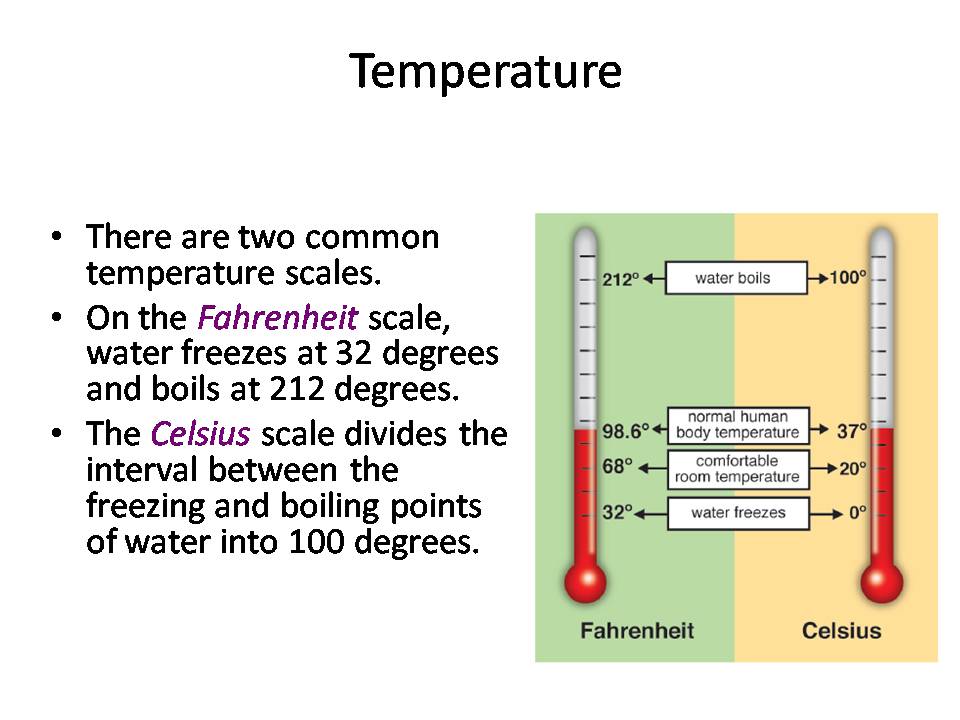 Temperature
• There are two common
temperature scales.
• On the Fahrenheit scale,
water freezes at 32 degrees
and boils at 212 degrees.
• The Celsius scale divides the
interval between the
freezing and boiling points
of water into 100 degrees.
212° water boils 100°
normal human
98.6° body temperature 37°
comfortable
68° room temperature 20°
32° water freezes 0°
Fahrenheit Celsius